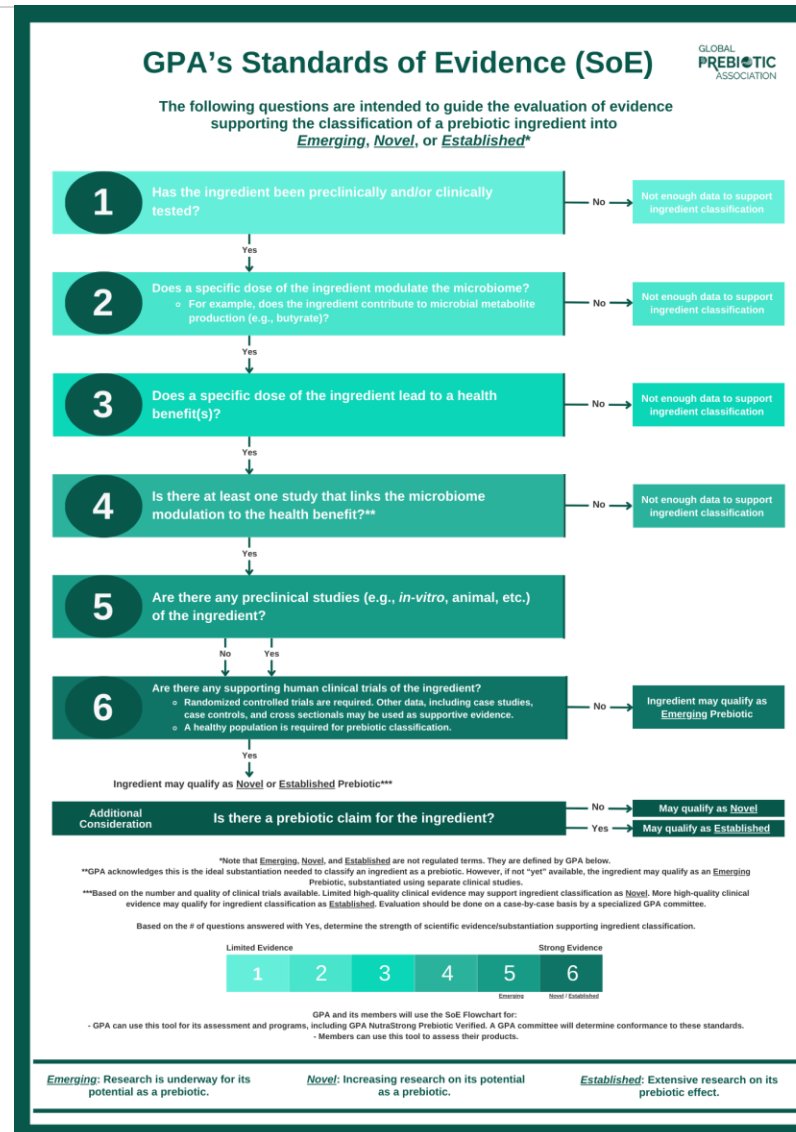 GPA's Standards of Evidence (SoE)
GLOBAL
PREBIOTIC
ASSOCIATION
The following questions are intended to guide the evaluation of evidence
supporting the classification of a prebiotic ingredient into
Emerging, Novel, or Established*
1
Has the ingredient been preclinically and/or clinically
tested?
No
Not enough data to support
ingredient classification
Yes
2
Does a specific dose of the ingredient modulate the microbiome?
For example, does the ingredient contribute to microbial metabolite
production (e.g., butyrate)?
No
Not enough data to support
ingredient classification
Yes
3
Does a specific dose of the ingredient lead to a health
benefit(s)?
No
Not enough data to support
ingredient classification
Yes
4
Is there at least one study that links the microbiome
modulation to the health benefit?**
No
Not enough data to support
ingredient classification
Yes
5
Are there any preclinical studies (e.g., in-vitro, animal, etc.)
of the ingredient?
No
Yes
6
Are there any supporting human clinical trials of the ingredient?
Randomized controlled trials are required. Other data, including case studies,
case controls, and cross sectionals may be used as supportive evidence.
A healthy population is required for prebiotic classification.
No
Ingredient may qualify as
Emerging Prebiotic
Yes
Ingredient may qualify as Novel or Established Prebiotic***
Additional
Consideration
Is there a prebiotic claim for the ingredient?
No
May qualify as Novel
Yes
May qualify as Established
*Note that Emerging, Novel, and Established are not regulated terms. They are defined by GPA below.
**GPA acknowledges this is the ideal substantiation needed to classify an ingredient as a prebiotic. However, if not "yet" available, the ingredient may qualify as an Emerging
Prebiotic, substantiated using separate clinical studies.
***Based on the number and quality of clinical trials available. Limited high-quality clinical evidence may support ingredient classification as Novel. More high-quality clinical
evidence may qualify for ingredient classification as Established. Evaluation should be done on a case-by-case basis by a specialized GPA committee.
Based on the # of questions answered with Yes, determine the strength of scientific evidence/substantiation supporting ingredient classification.
Limited Evidence
Strong Evidence
1 2 3 4 5 6
Emerging
Novel / Established
GPA and its members will use the SoE Flowchart for:
- GPA can use this tool for its assessment and programs, including GPA NutraStrong Prebiotic Verified. A GPA committee will determine conformance to these standards.
- Members can use this tool to assess their products.
Emerging: Research is underway for its
potential as a prebiotic.
Novel: Increasing research on its potential
as a prebiotic.
Established: Extensive research on its
prebiotic effect.